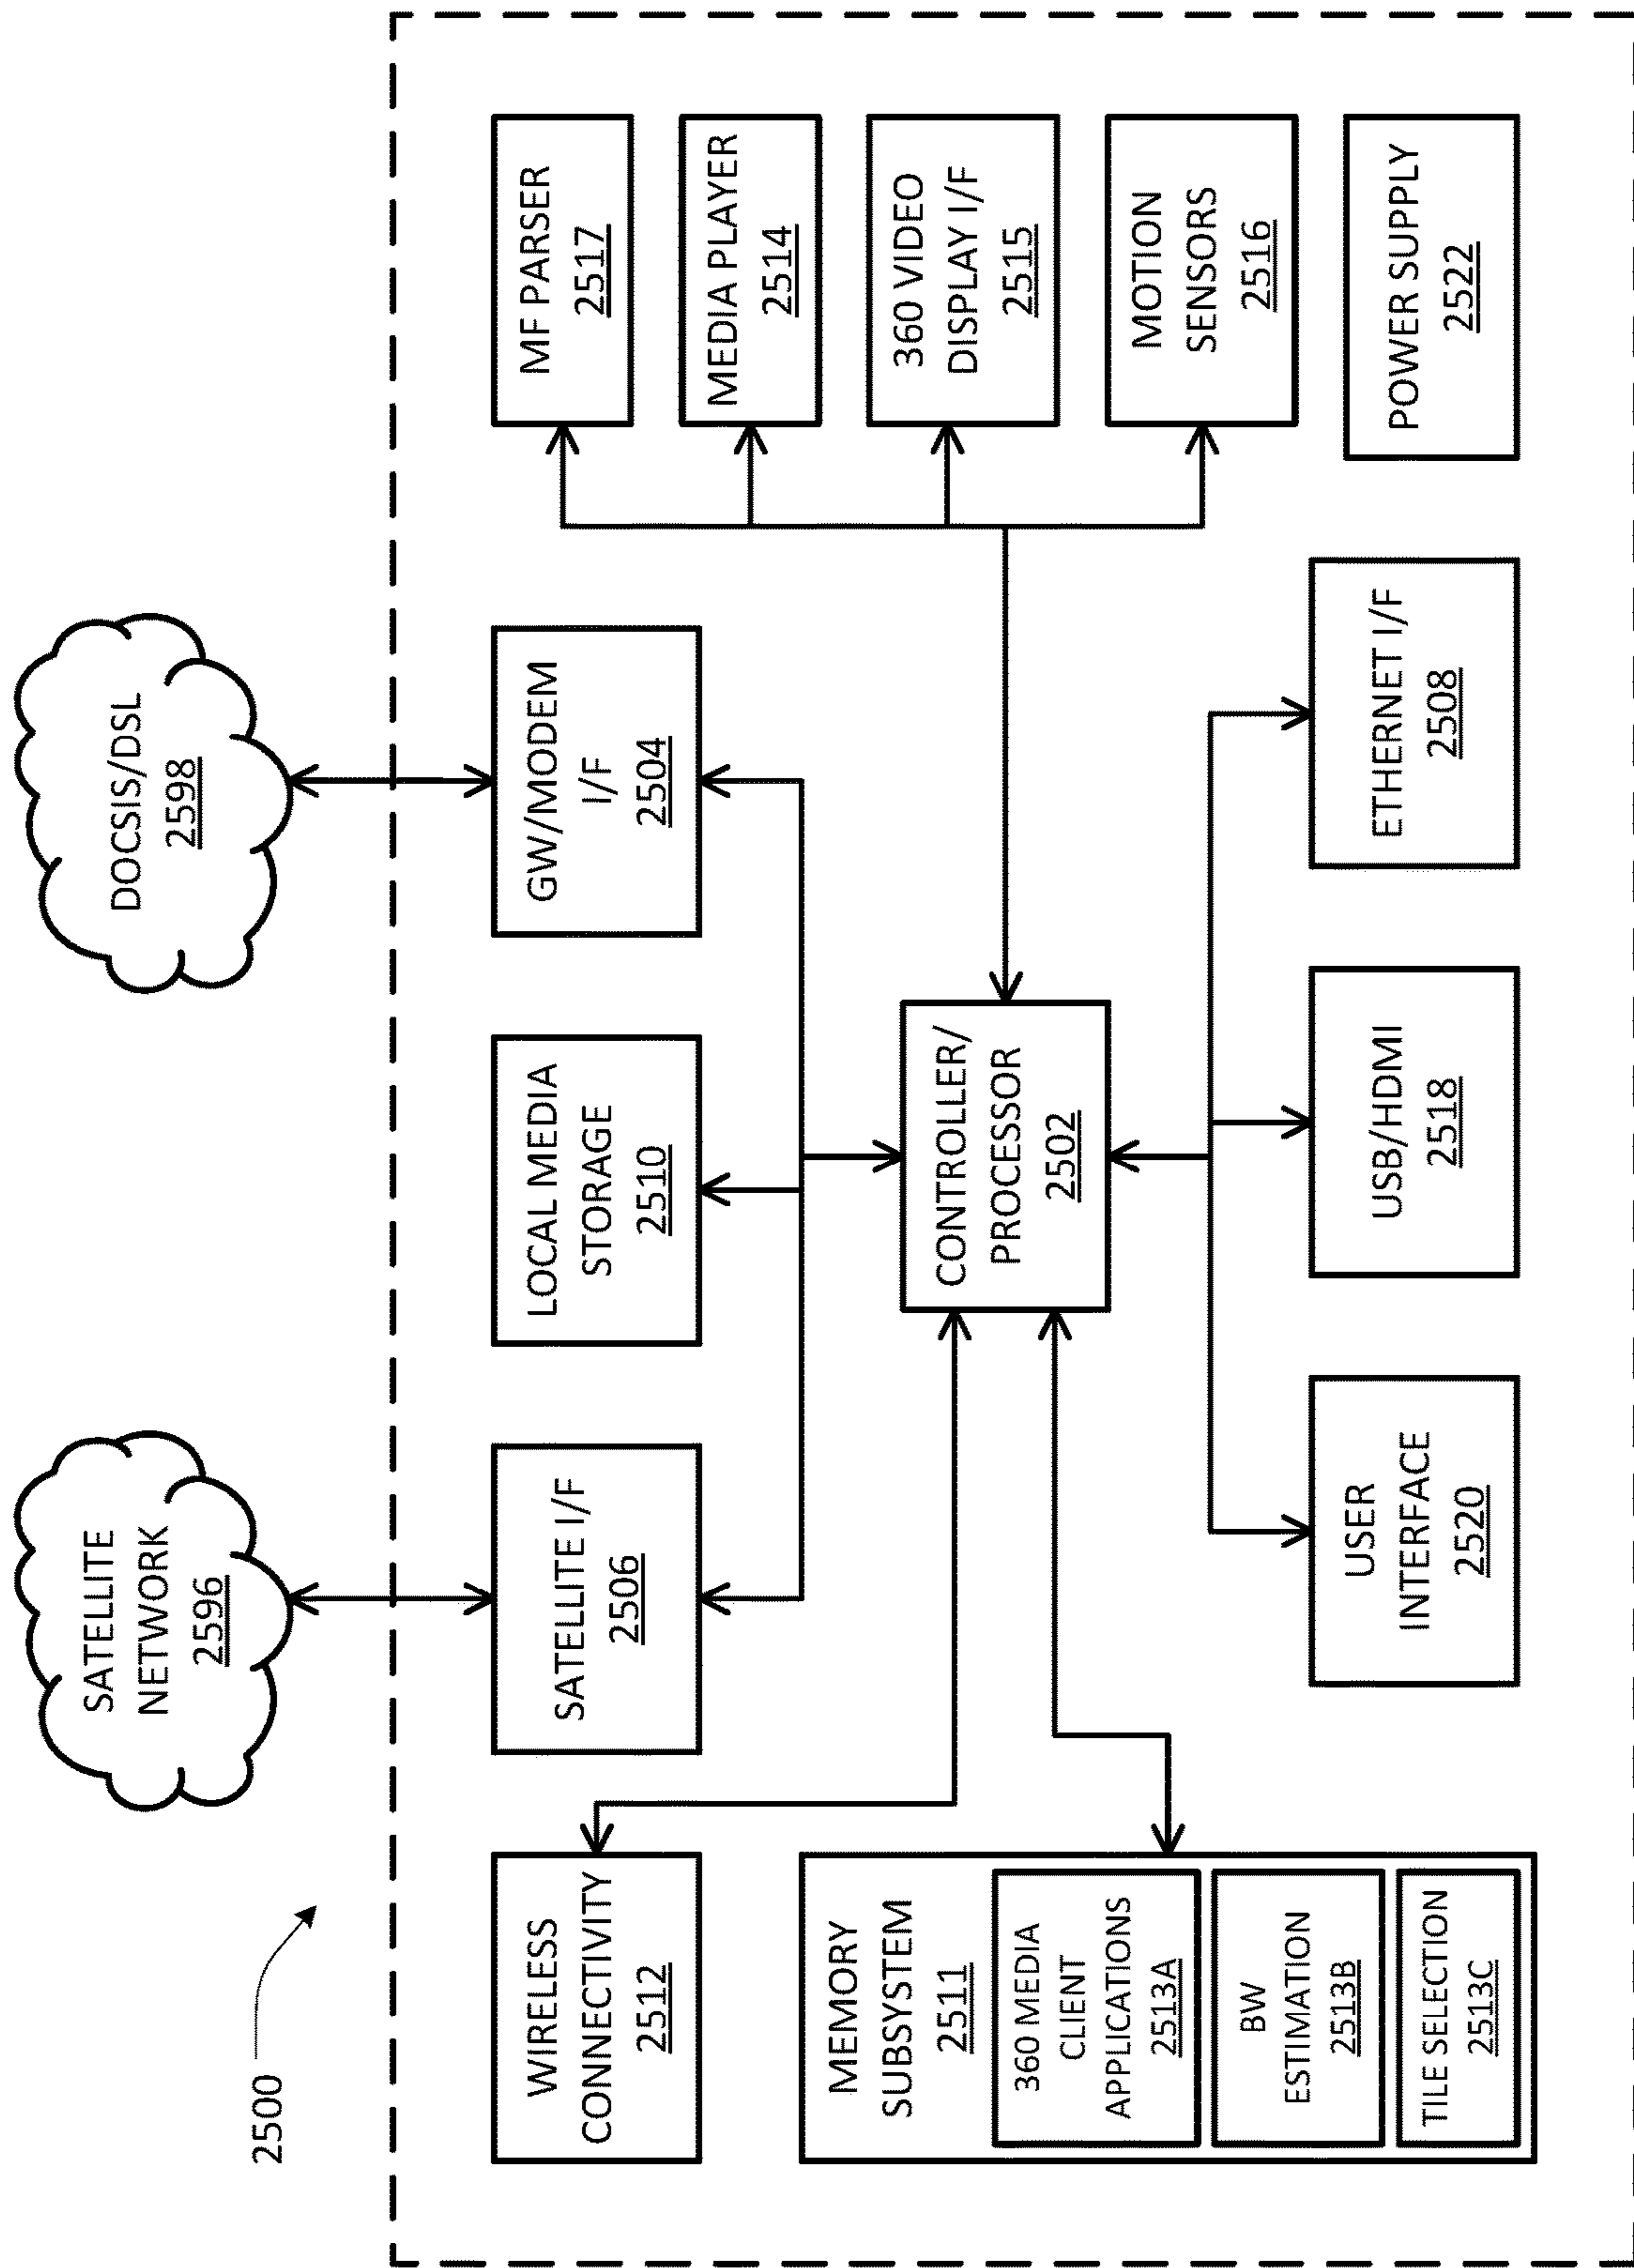 2500
SATELLITE
NETWORK
2596
DOCSIS/DSL
2598
WIRELESS
CONNECTIVITY
2512
SATELLITE I/F
2506
LOCAL MEDIA
STORAGE
2510
GW/MODEM
I/F
2504
MF PARSER
2517
MEDIA PLAYER
2514
360 VIDEO
DISPLAY I/F
2515
MOTION
SENSORS
2516
POWER SUPPLY
2522
MEMORY
SUBSYSTEM
2511
360 MEDIA
CLIENT
APPLICATIONS
2513A
BW
ESTIMATION
2513B
TILE SELECTION
2513C
CONTROLLER/
PROCESSOR
2502
USER
INTERFACE
2520
USB/HDMI
2518
ETHERNET I/F
2508